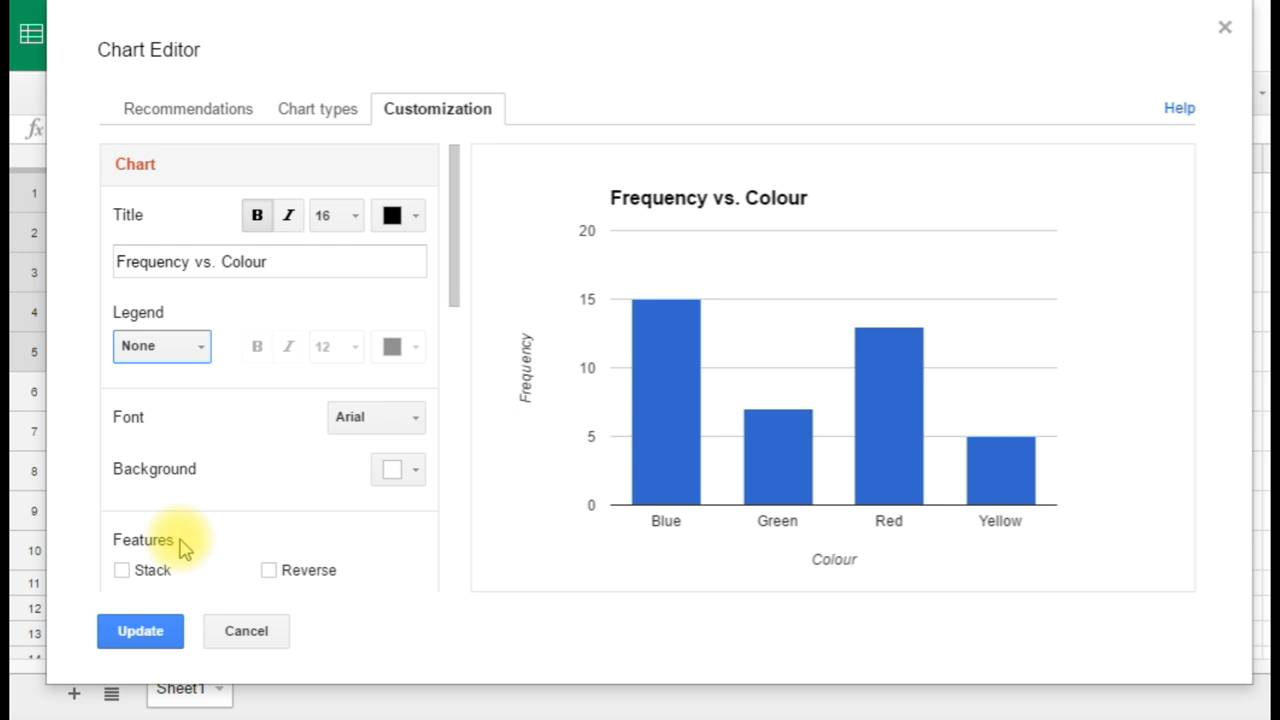 Chart Editor
Recommendations Chart types Customization Help
Chart
Title B I 16
Frequency vs. Colour
Legend
None B I 12
Font Arial
Background
Features
Stack Reverse
Update Cancel
Frequency vs. Colour
20
15
10
5
0
Frequency
Blue Green Red Yellow
Colour
fx
1
2
3
4
5
6
7
8
9
10
11
12
13
14
+ Sheet1